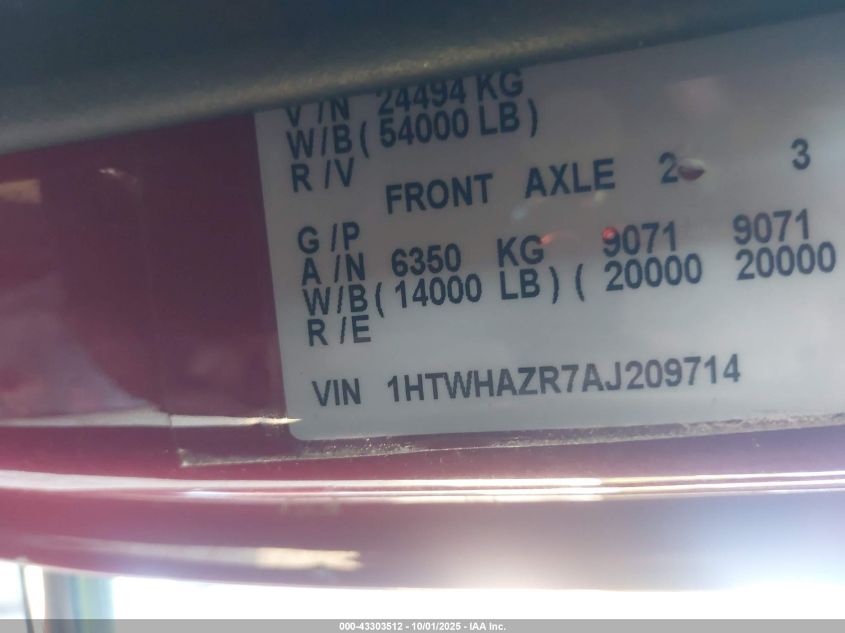 V/N 24494 KG
W/B ( 54000 LB )
R/V
FRONT AXLE 2 3
G/P
A/N 6350 KG 9071 9071
W/B ( 14000 LB ) ( 20000 20000
R/E
VIN 1HTWHAZR7AJ209714
000-43303512 - 10/01/2025 - IAA Inc.